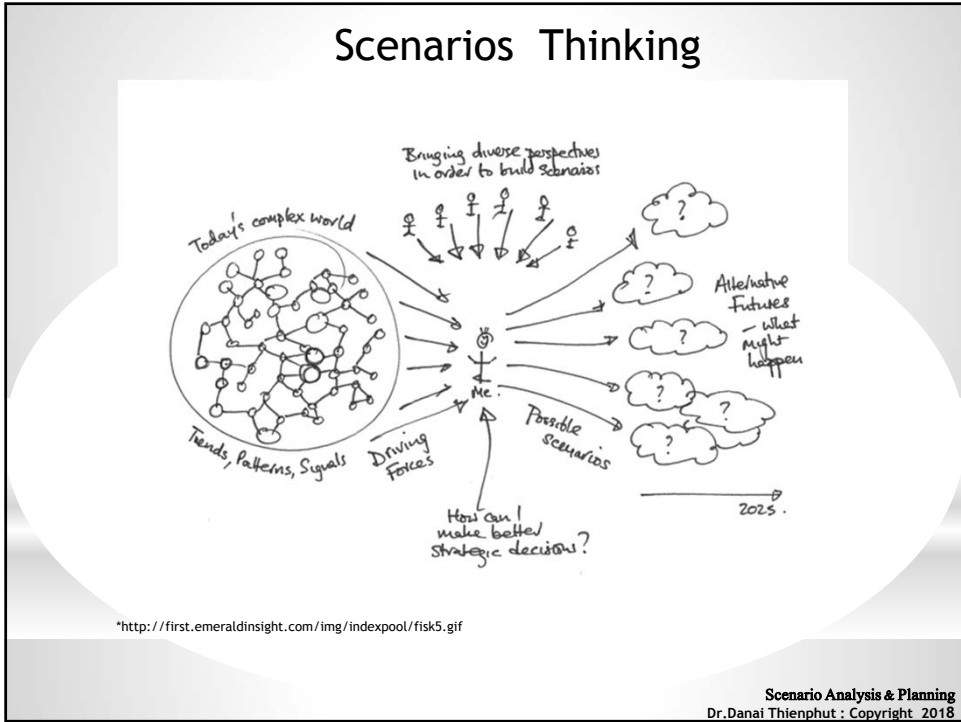 Scenarios Thinking
Bringing diverse perspectives
in order to build scenarios
Today's complex world
?
?
?
?
?
?
Alternative
Futures
– what
might
happen
Me.
Trends, Patterns, Signals
Driving
Forces
Possible
scenarios
How can I
make better
strategic decisions?
2025.
*http://first.emeraldinsight.com/img/indexpool/fisk5.gif
Scenario Analysis & Planning
Dr.Danai Thienphut : Copyright 2018